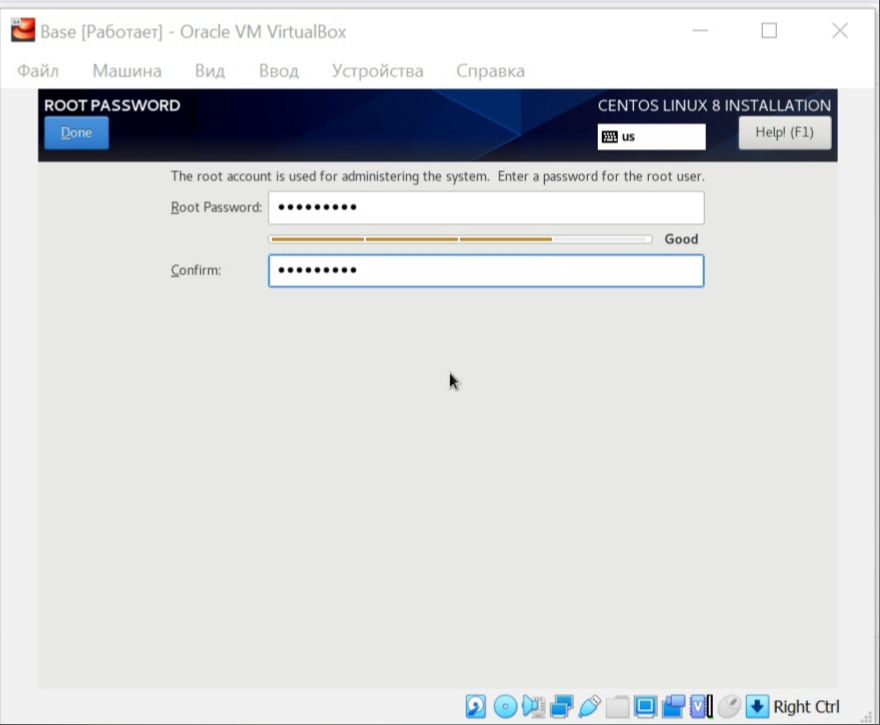 Base [Работает] - Oracle VM VirtualBox
Файл Машина Вид Ввод Устройства Справка
ROOT PASSWORD CENTOS LINUX 8 INSTALLATION
Done us Help! (F1)
The root account is used for administering the system. Enter a password for the root user.
Root Password: •••••••••
Good
Confirm: •••••••••
Right Ctrl